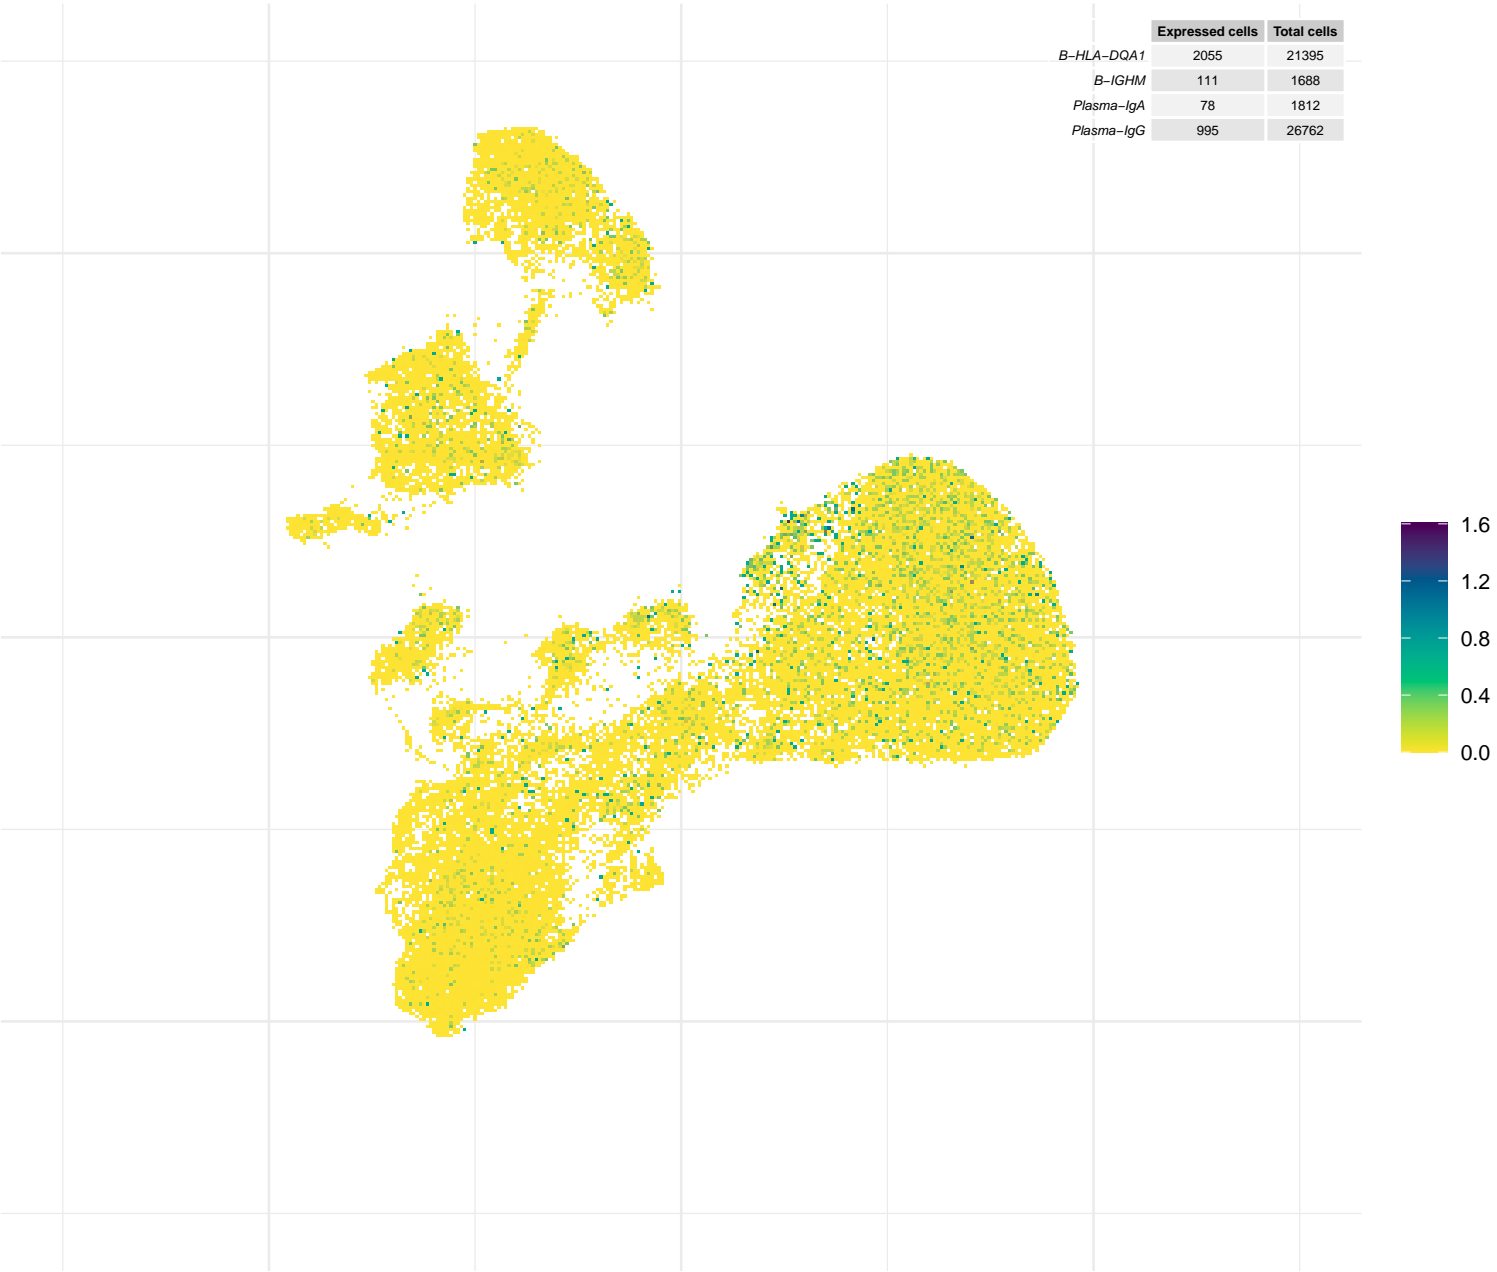 Expressed cells Total cells
B−HLA−DQA1 2055 21395
B−IGHM 111 1688
Plasma−IgA 78 1812
Plasma−IgG 995 26762
1.6
1.2
0.8
0.4
0.0